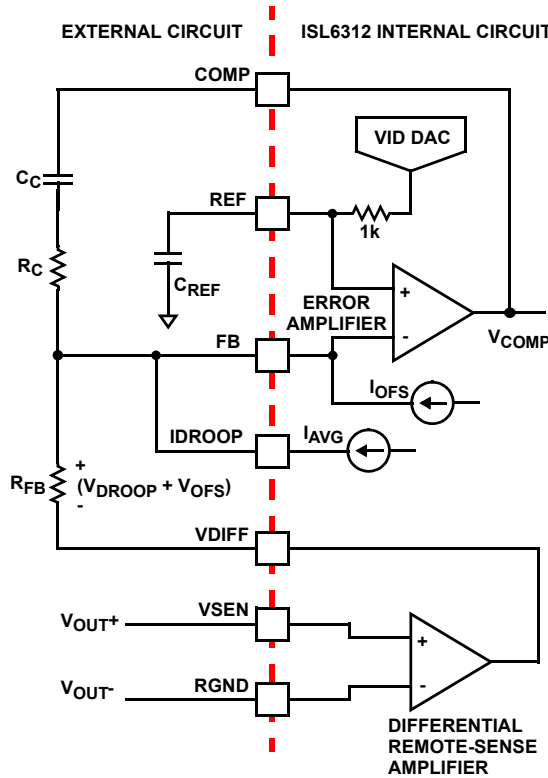 EXTERNAL CIRCUIT
ISL6312 INTERNAL CIRCUIT
COMP
VID DAC
CC
REF
1k
RC
CREF
ERROR
AMPLIFIER
+
-
VCOMP
FB
IOFS
IDROOP
IAVG
RFB
+
(VDROOP + VOFS)
-
VDIFF
VOUT+
VSEN
+
VOUT-
RGND
-
DIFFERENTIAL
REMOTE-SENSE
AMPLIFIER